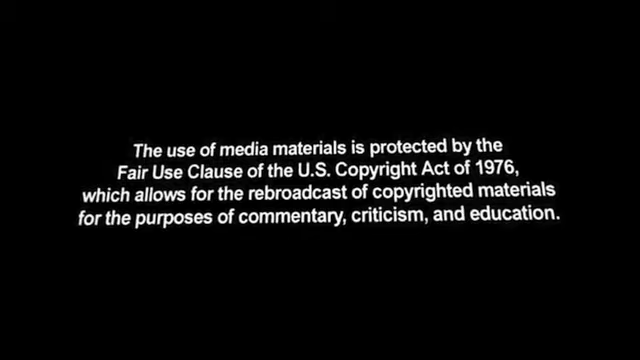 The use of media materials is protected by the
Fair Use Clause of the U.S. Copyright Act of 1976,
which allows for the rebroadcast of copyrighted materials
for the purposes of commentary, criticism, and education.